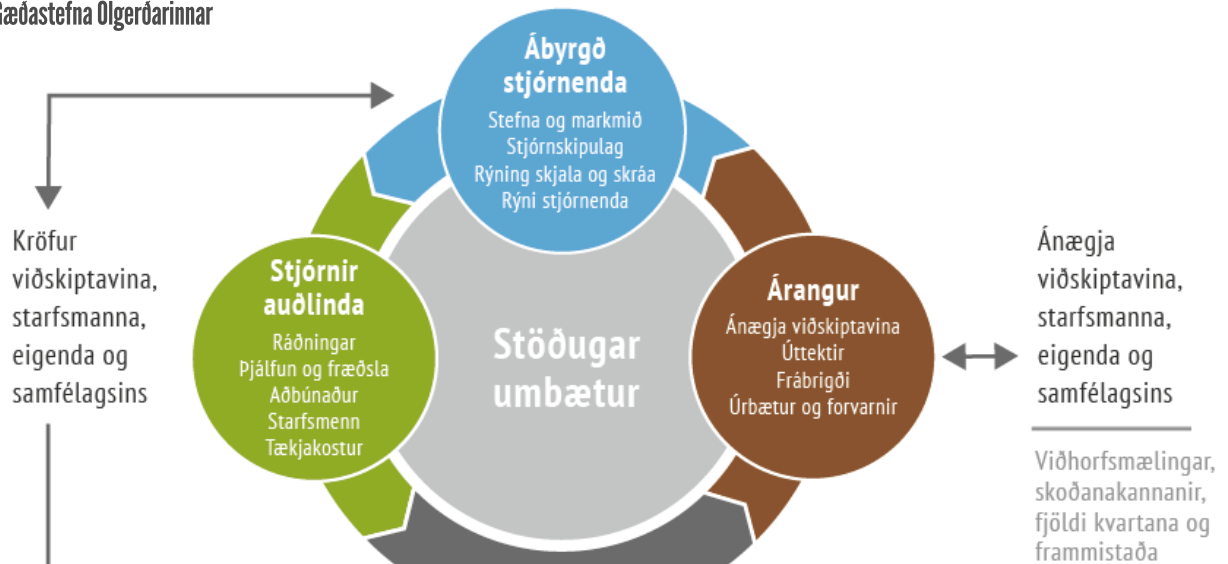 Gæðastefna Ölgerðarinnar
Ábyrgð
stjórnenda
Stefna og markmið
Stjórnskipulag
Rýning skjala og skráa
Rýni stjórnenda
Kröfur
viðskiptavina,
starfsmanna,
eigenda og
samfélagsins
Stjórnir
auðlinda
Ráðningar
Þjálfun og fræðsla
Aðbúnaður
Starfsmenn
Tækjakostur
Stöðugar
umbætur
Árangur
Ánægja viðskiptavina
Úttektir
Frábrigði
Úrbætur og forvarnir
Ánægja
viðskiptavina,
starfsmanna,
eigenda og
samfélagsins
Viðhorfsmælingar,
skoðanakannanir,
fjöldi kvartana og
frammistaða